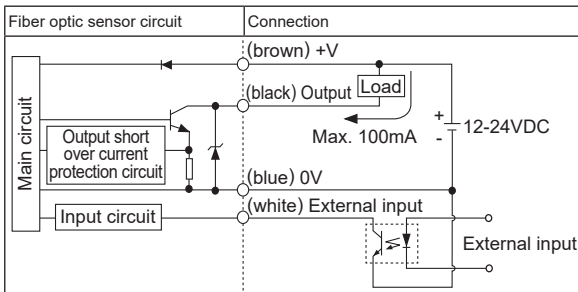 Fiber optic sensor circuit
Connection
(brown) +V
(black) Output
Load
Max. 100mA
+
-
12-24VDC
Main circuit
Output short
over current
protection circuit
(blue) 0V
(white) External input
Input circuit
External input